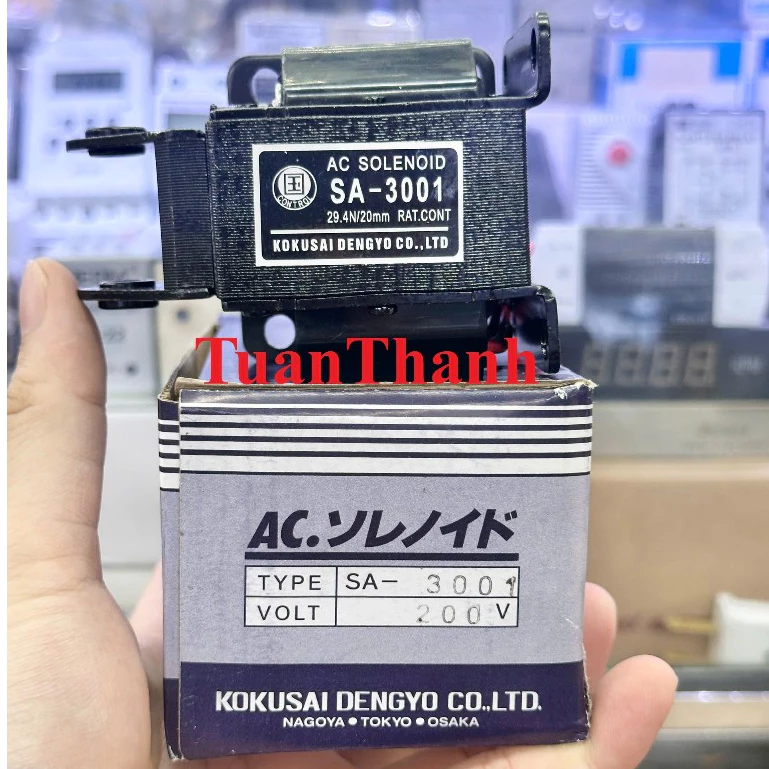 AC SOLENOID
国
CONTROL
SA-3001
29.4N/20mm RAT.CONT
KOKUSAI DENGYO CO.,LTD
TuanThanh
AC.ソレノイド
TYPE SA- 3001
VOLT 200 V
KOKUSAI DENGYO CO.,LTD.
NAGOYA ● TOKYO ● OSAKA